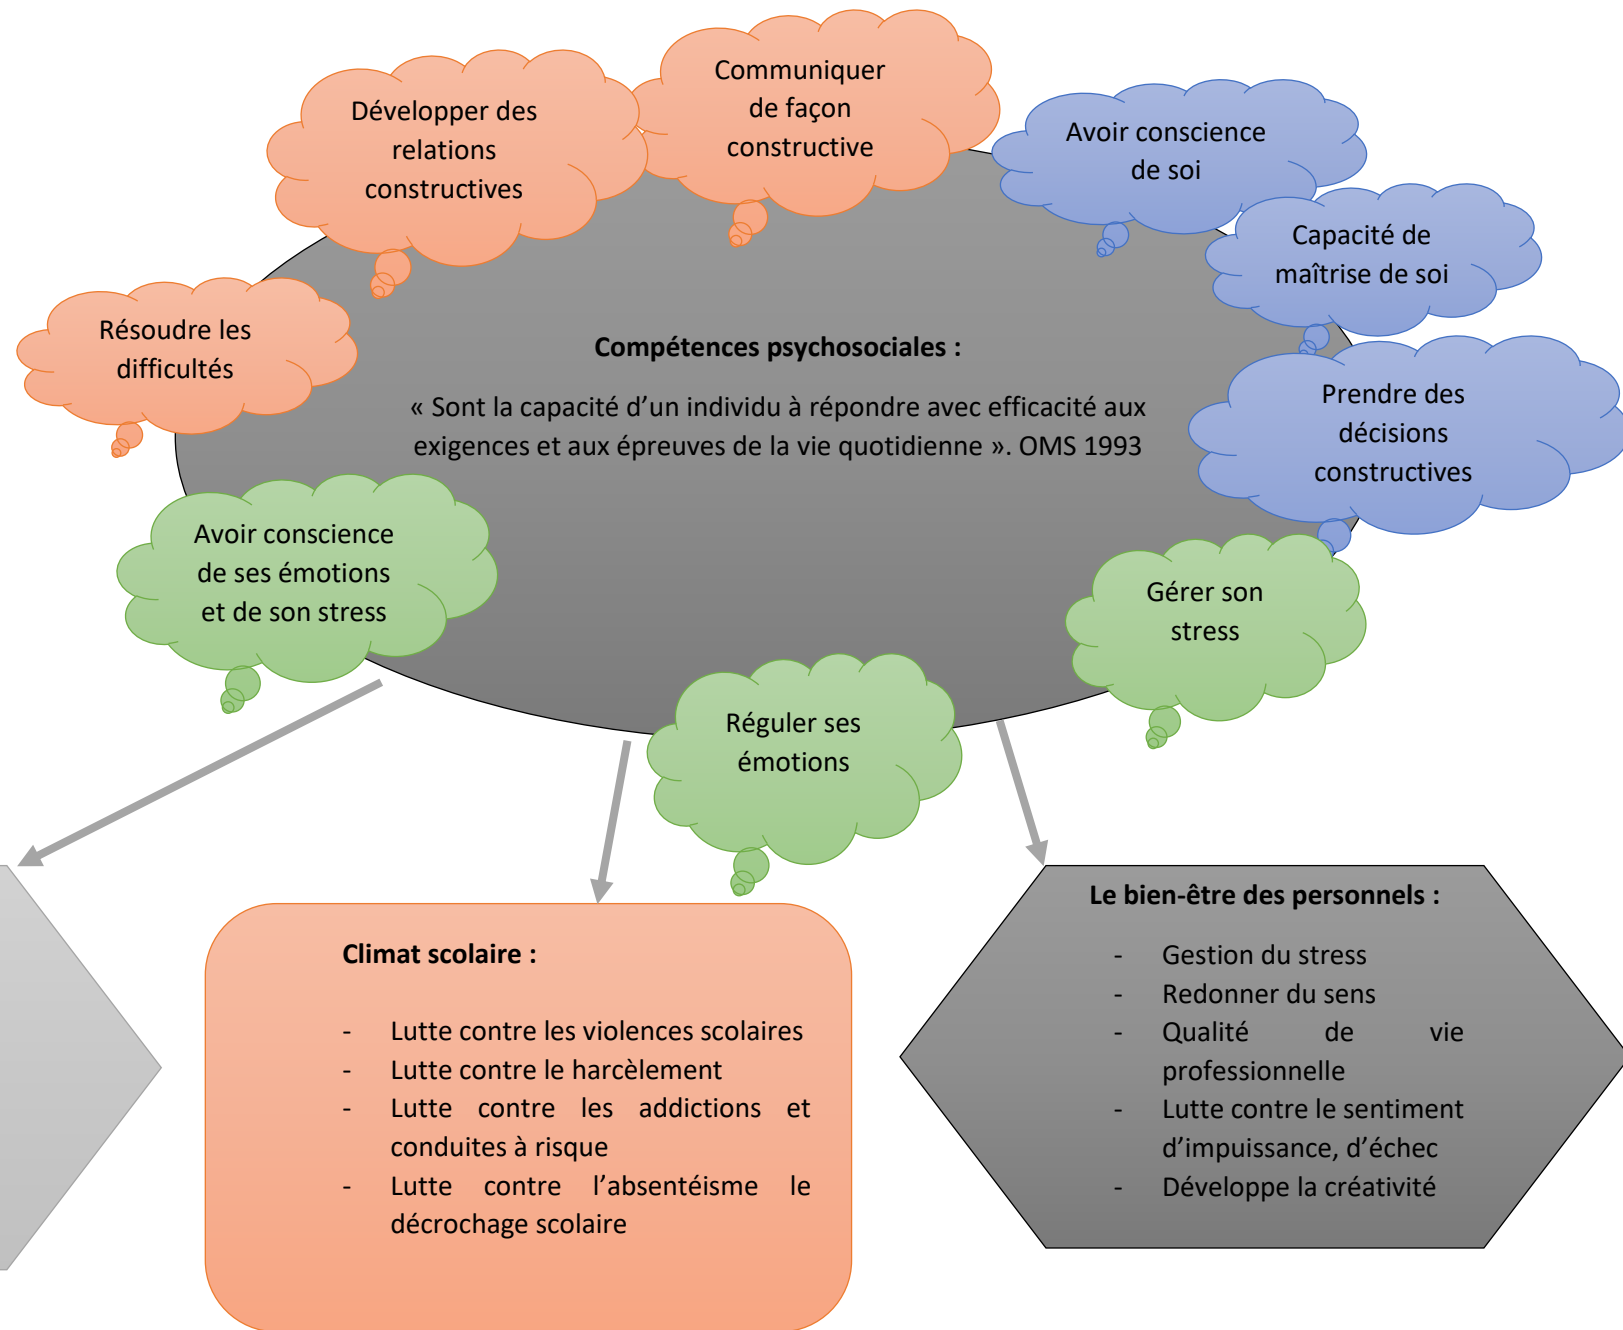 Communiquer
de façon
constructive
Développer des
relations
constructives
Avoir conscience
de soi
Capacité de
maîtrise de soi
Résoudre les
difficultés
Compétences psychosociales :
« Sont la capacité d’un individu à répondre avec efficacité aux
exigences et aux épreuves de la vie quotidienne ». OMS 1993
Prendre des
décisions
constructives
Avoir conscience
de ses émotions
et de son stress
Gérer son
stress
Réguler ses
émotions
Climat scolaire :
- Lutte contre les violences scolaires
- Lutte contre le harcèlement
- Lutte contre les addictions et
conduites à risque
- Lutte contre l’absentéisme le
décrochage scolaire
Le bien-être des personnels :
- Gestion du stress
- Redonner du sens
- Qualité de vie
professionnelle
- Lutte contre le sentiment
d’impuissance, d’échec
- Développe la créativité